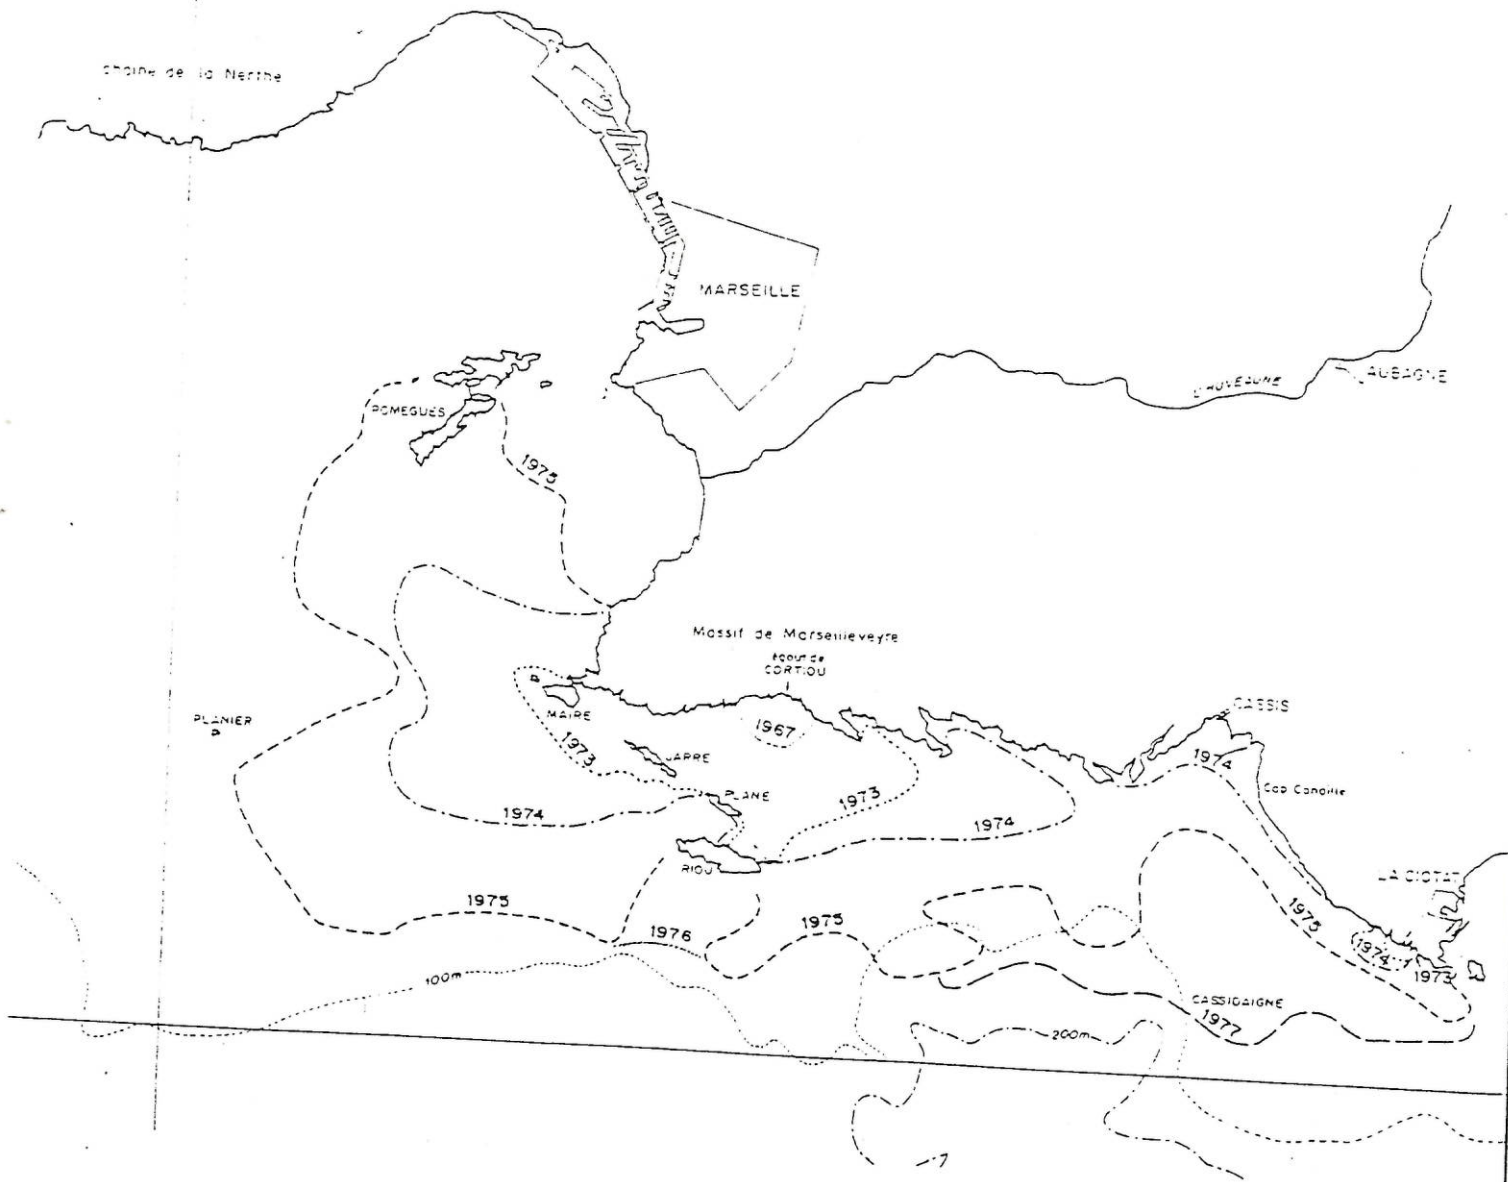 chaîne de la Nerthe
MARSEILLE
L'HUVEAUNE
AUBAGNE
POMEGUES
1975
Massif de Marseilleveyre
égout de
CORTIOU
PLANIER
MAIRE
1967
CASSIS
1973
JARRE
1974
PLANE
1973
Cap Canaille
1974
1974
RIOU
LA CIOTAT
1975
1975
1975
1976
1974
1973
100m
CASSIDAIGNE
1977
200m